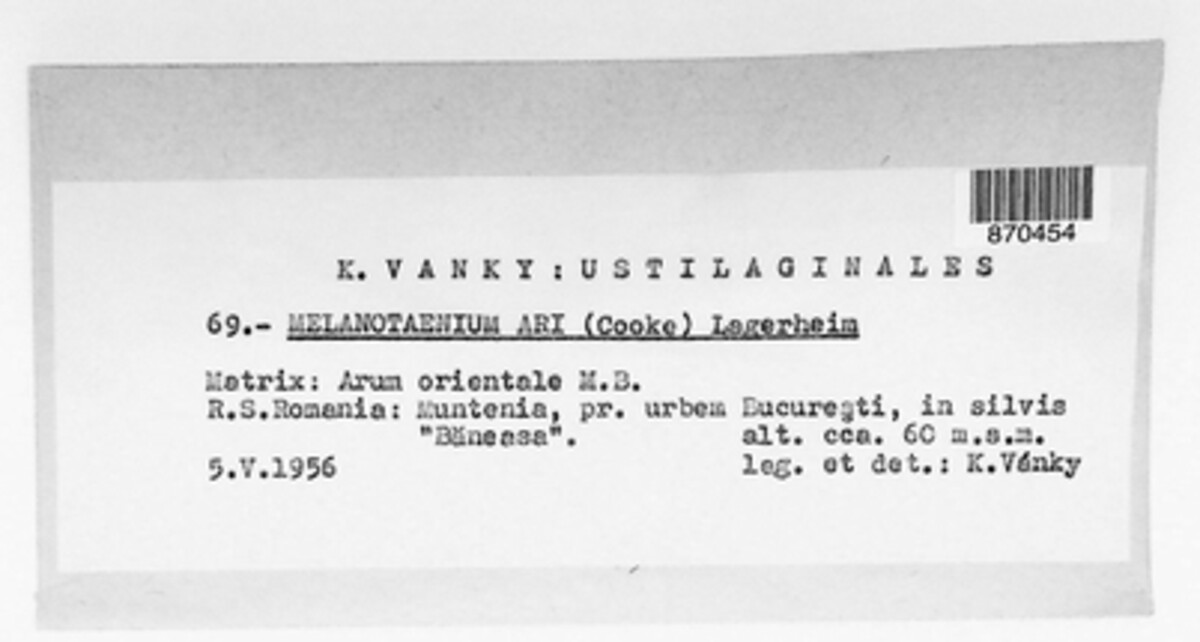 870454
K. VANKY: USTILAGINALES
69.- MELANOTAENIUM ARI (Cooke) Lagerheim
Matrix: Arum orientale M.B.
R.S.Romania: Muntenia, pr. urbem Bucureşti, in silvis
"Băneasa". alt. cca. 60 m.s.m.
5.V.1956 leg. et det.: K.Vánky